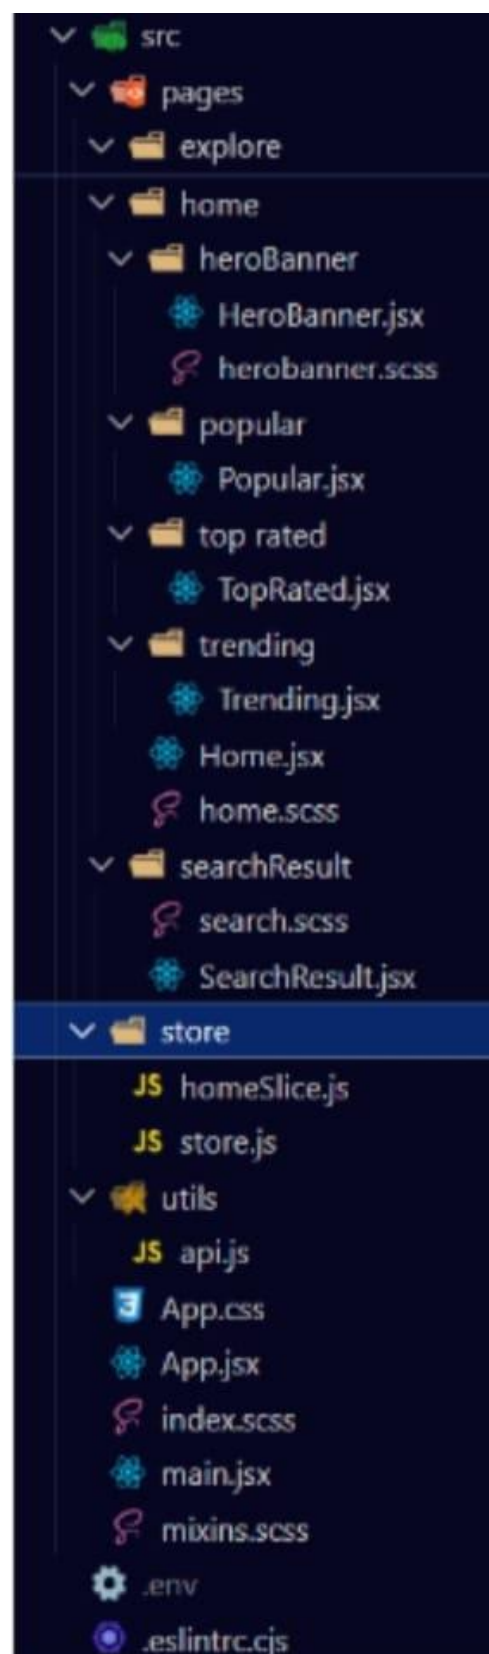 src
pages
explore
home
heroBanner
HeroBanner.jsx
herobanner.scss
popular
Popular.jsx
top rated
TopRated.jsx
trending
Trending.jsx
Home.jsx
home.scss
searchResult
search.scss
SearchResult.jsx
store
JS homeSlice.js
JS store.js
utils
JS api.js
3 App.css
App.jsx
index.scss
main.jsx
mixins.scss
.env
.eslintrc.cjs